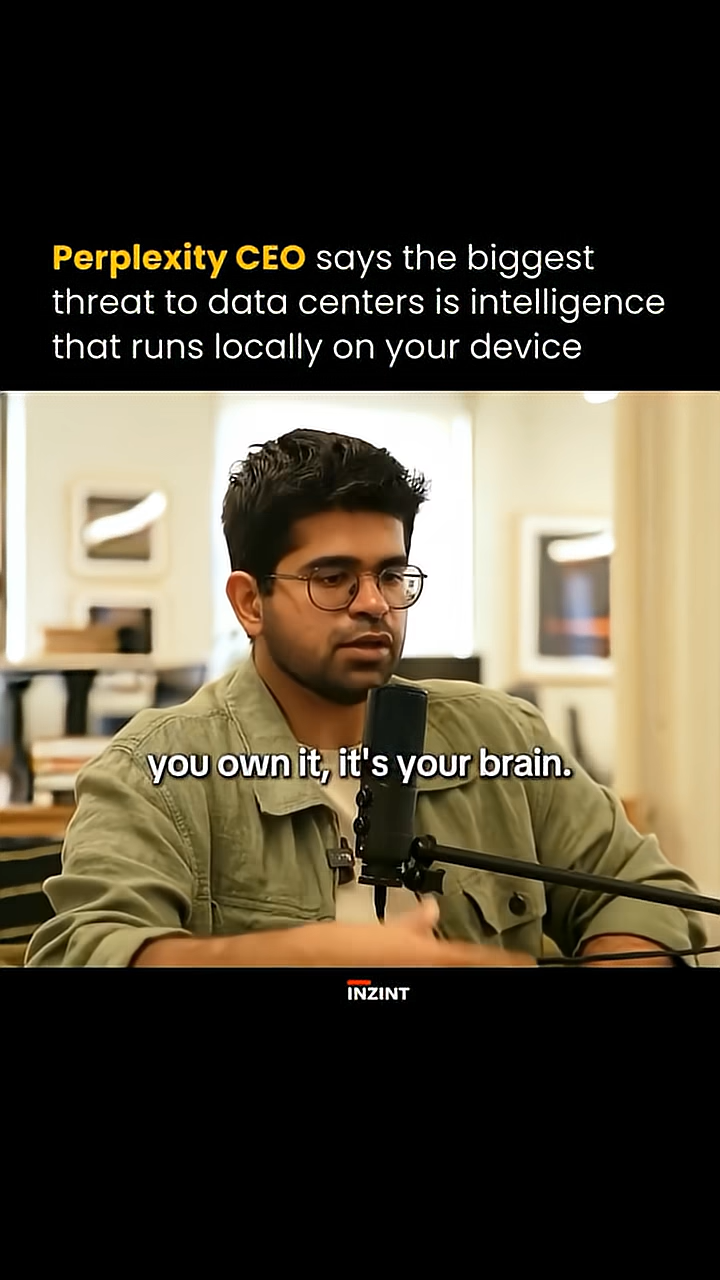 Perplexity CEO says the biggest
threat to data centers is intelligence
that runs locally on your device
you own it, it's your brain.
INZINT